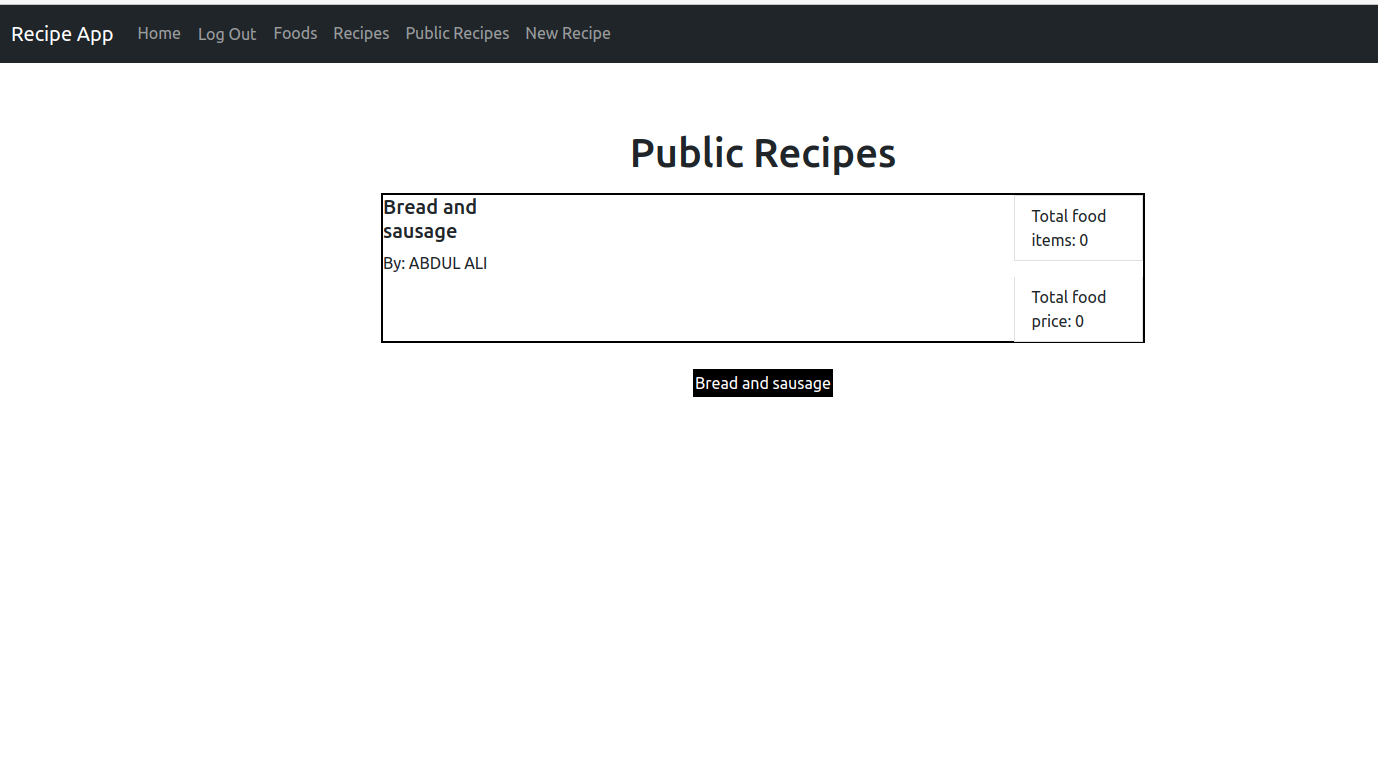 Recipe App Home Log Out Foods Recipes Public Recipes New Recipe
Public Recipes
Bread and
sausage
By: ABDUL ALI
Total food
items: 0
Total food
price: 0
Bread and sausage